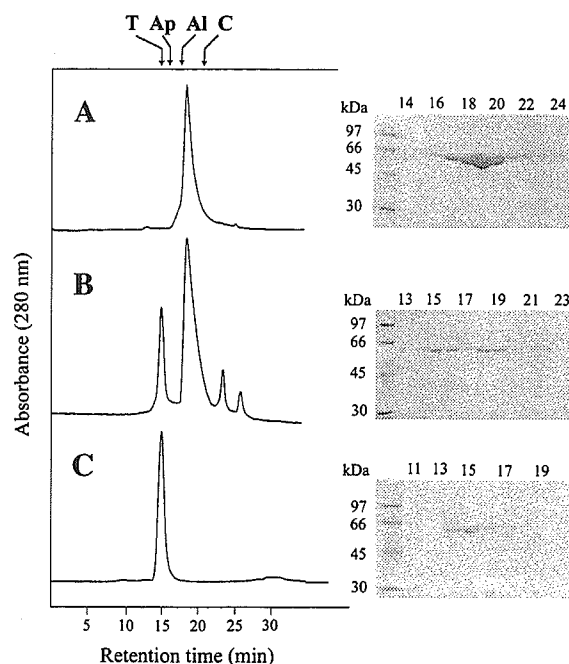 T Ap Al C
A
kDa 14 16 18 20 22 24
97
66
45
30
B
kDa 13 15 17 19 21 23
97
66
45
30
C
kDa 11 13 15 17 19
97
66
45
30
Absorbance (280 nm)
5 10 15 20 25 30
Retention time (min)